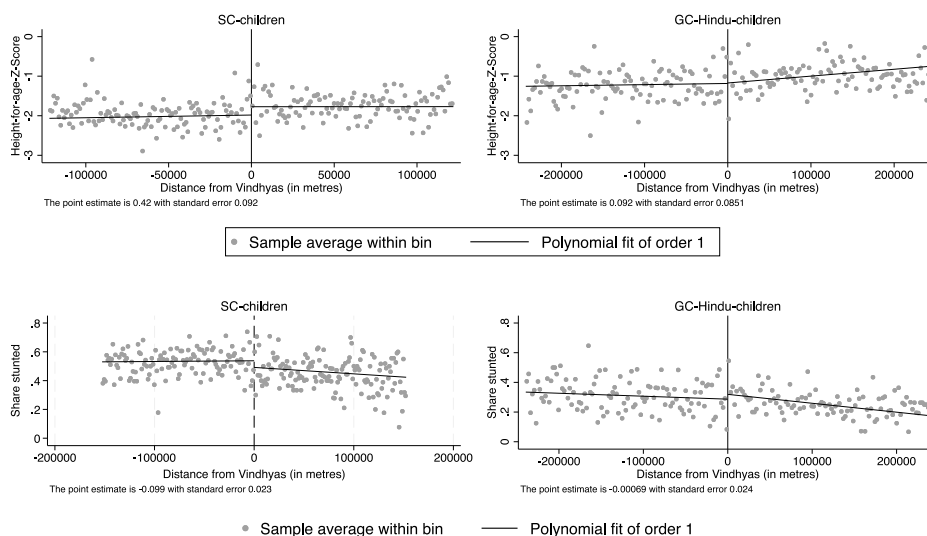 SC-children
GC-Hindu-children
Height-for-age-Z-Score
0
-1
-2
-3
-100000 -50000 0 50000 100000
Distance from Vindhyas (in metres)
The point estimate is 0.42 with standard error 0.092
Height-for-age-Z-Score
0
-1
-2
-3
-200000 -100000 0 100000 200000
Distance from Vindhyas (in metres)
The point estimate is 0.092 with standard error 0.0851
Sample average within bin Polynomial fit of order 1
SC-children
GC-Hindu-children
Share stunted
.8
.6
.4
.2
0
-200000 -100000 0 100000 200000
Distance from Vindhyas (in metres)
The point estimate is -0.099 with standard error 0.023
Share stunted
.8
.6
.4
.2
0
-200000 -100000 0 100000 200000
Distance from Vindhyas (in metres)
The point estimate is -0.00069 with standard error 0.024
Sample average within bin Polynomial fit of order 1